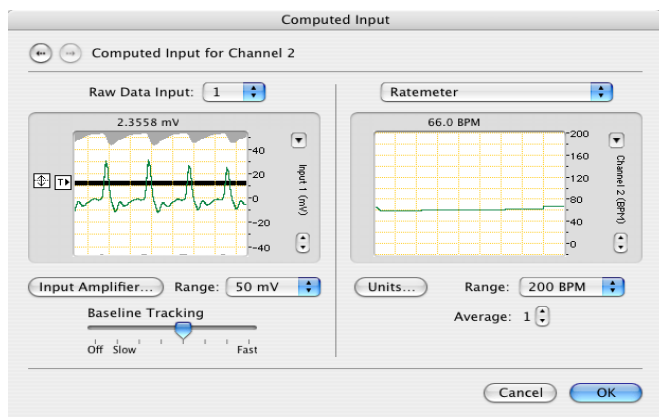 Computed Input
Computed Input for Channel 2
Raw Data Input: 1
Ratemeter
2.3558 mV
40
20
0
-20
-40
Input 1 (mV)
T
66.0 BPM
200
160
120
80
40
0
Channel 2 (BPM)
Input Amplifier... Range: 50 mV
Units... Range: 200 BPM
Baseline Tracking
Average: 1
Off Slow Fast
Cancel OK